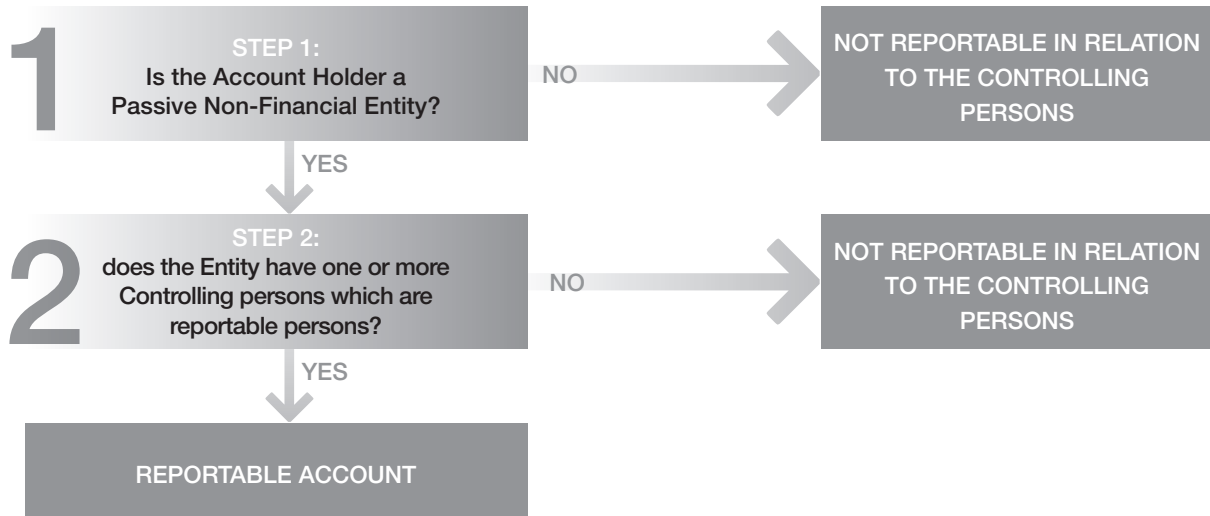 1
STEP 1:
Is the Account Holder a
Passive Non-Financial Entity?
NO
NOT REPORTABLE IN RELATION
TO THE CONTROLLING
PERSONS
YES
2
STEP 2:
does the Entity have one or more
Controlling persons which are
reportable persons?
NO
NOT REPORTABLE IN RELATION
TO THE CONTROLLING
PERSONS
YES
REPORTABLE ACCOUNT